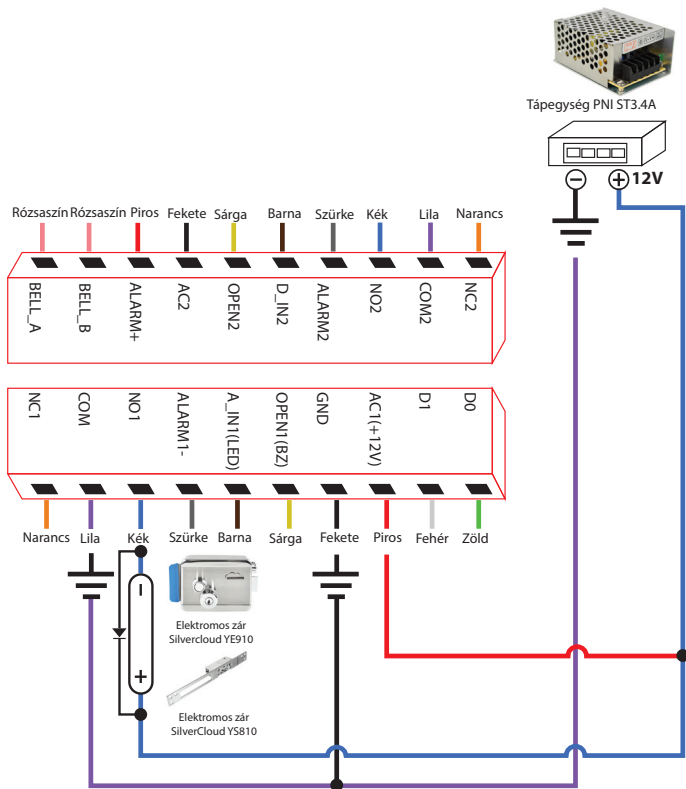 Tápegység PNI ST3.4A
12V
Rózsaszín Rózsaszín Piros Fekete Sárga Barna Szürke Kék Lila Narancs
BELL_A
BELL_B
ALARM+
AC2
OPEN2
D_IN2
ALARM2
NO2
COM2
NC2
NC1
COM
NO1
ALARM1-
A_IN1(LED)
OPEN1(BZ)
GND
AC1(+12V)
D1
D0
Narancs Lila Kék Szürke Barna Sárga Fekete Piros Fehér Zöld
Elektromos zár
Silvercloud YE910
Elektromos zár
SilverCloud YS810